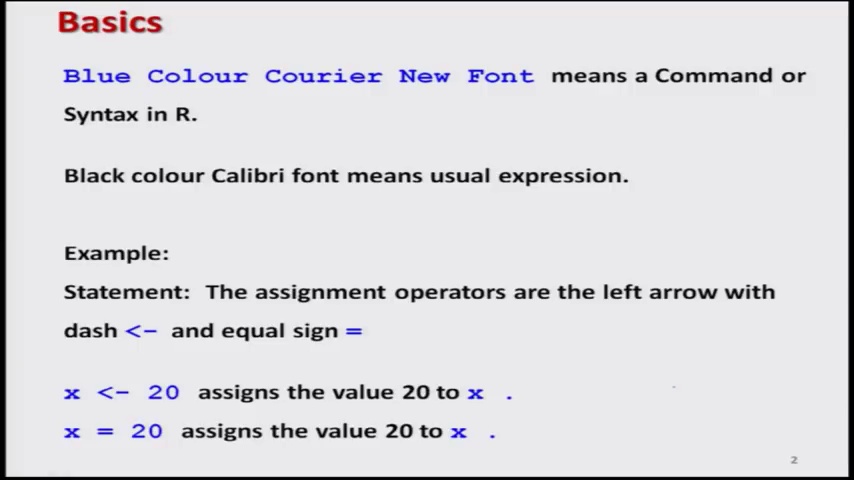 Basics
Blue Colour Courier New Font means a Command or
Syntax in R.
Black colour Calibri font means usual expression.
Example:
Statement: The assignment operators are the left arrow with
dash <- and equal sign =
x <- 20 assigns the value 20 to x .
x = 20 assigns the value 20 to x .
2